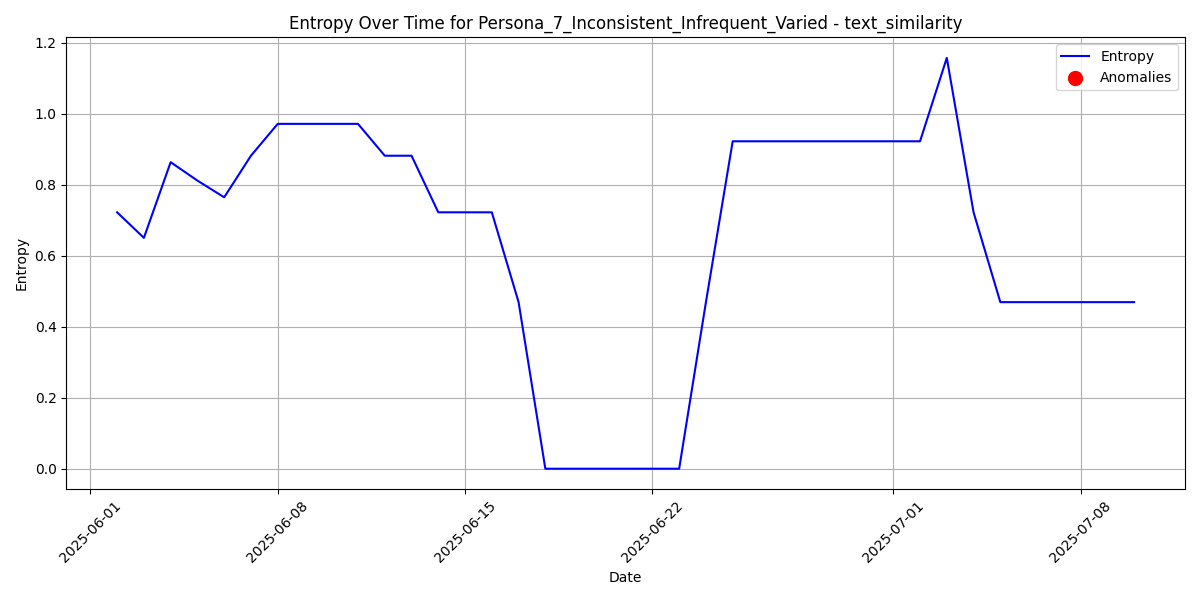 Entropy Over Time for Persona_7_Inconsistent_Infrequent_Varied - text_similarity
Entropy
Anomalies
Entropy
1.2
1.0
0.8
0.6
0.4
0.2
0.0
2025-06-01
2025-06-08
2025-06-15
2025-06-22
2025-07-01
2025-07-08
Date